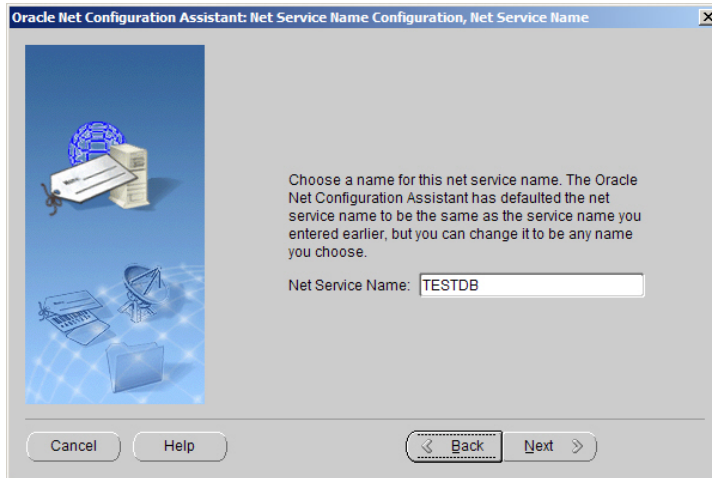 Oracle Net Configuration Assistant: Net Service Name Configuration, Net Service Name
Choose a name for this net service name. The Oracle
Net Configuration Assistant has defaulted the net
service name to be the same as the service name you
entered earlier, but you can change it to be any name
you choose.
Net Service Name: TESTDB
Cancel Help Back Next